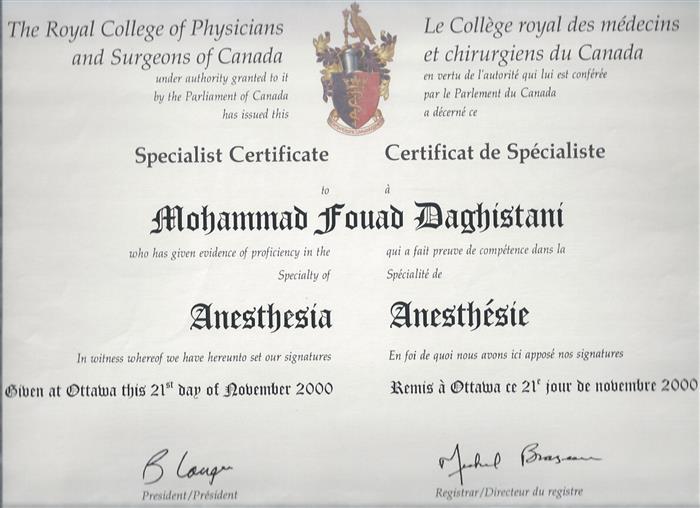 The Royal College of Physicians
and Surgeons of Canada
under authority granted to it
by the Parliament of Canada
has issued this
Le Collège royal des médecins
et chirurgiens du Canada
en vertu de l'autorité qui lui est conférée
par le Parlement du Canada
a décerné ce
Specialist Certificate
Certificat de Spécialiste
to
à
Mohammad Fouad Daghistani
who has given evidence of proficiency in the
Specialty of
qui a fait preuve de compétence dans la
Spécialité de
Anesthesia
Anesthésie
In witness whereof we have hereunto set our signatures
En foi de quoi nous avons ici apposé nos signatures
Given at Ottawa this 21st day of November 2000
Remis à Ottawa ce 21e jour de novembre 2000
President/Président
Registrar/Directeur du registre